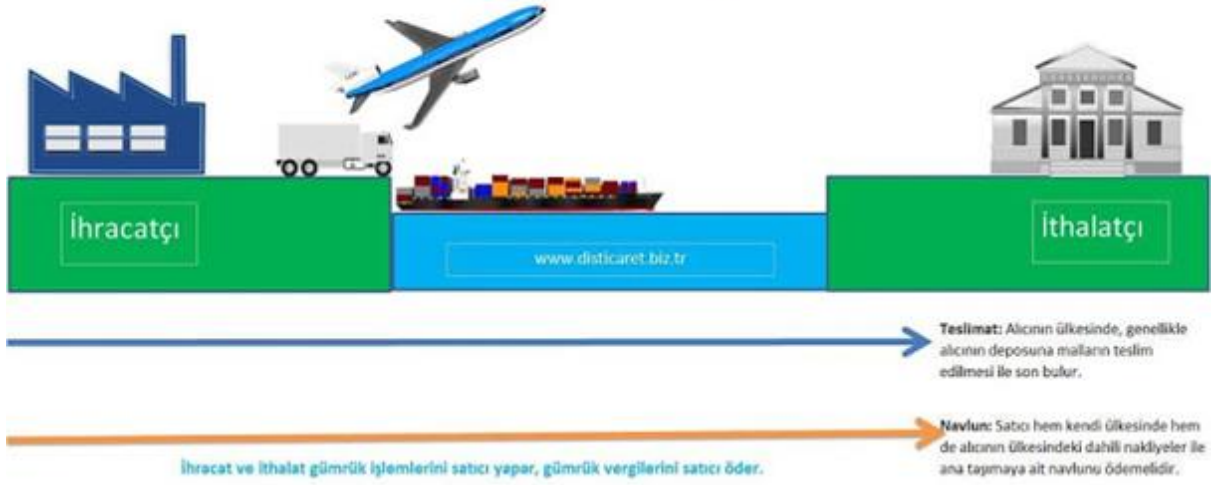 İhracatçı
İthalatçı
www.disticaret.biz.tr
Teslimat: Alıcının ülkesinde, genellikle
alıcının deposuna malların teslim
edilmesi ile son bulur.
Navlun: Satıcı hem kendi ülkesinde hem
de alıcının ülkesindeki dahili nakliyeler ile
ana taşımaya ait navlunu ödemelidir.
İhracat ve ithalat gümrük işlemlerini satıcı yapar, gümrük vergilerini satıcı öder.